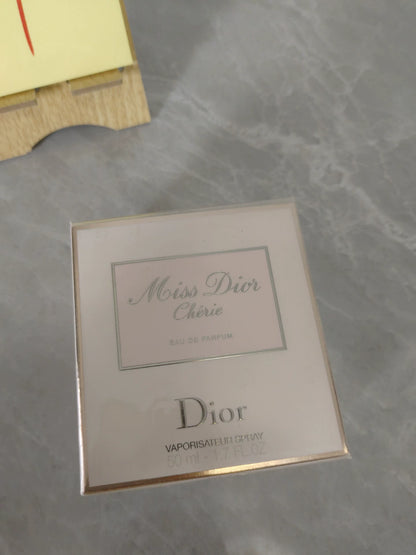 Miss Dior
Chérie
EAU DE PARFUM
Dior
VAPORISATEUR SPRAY
50 ml - 1.7 FL.OZ